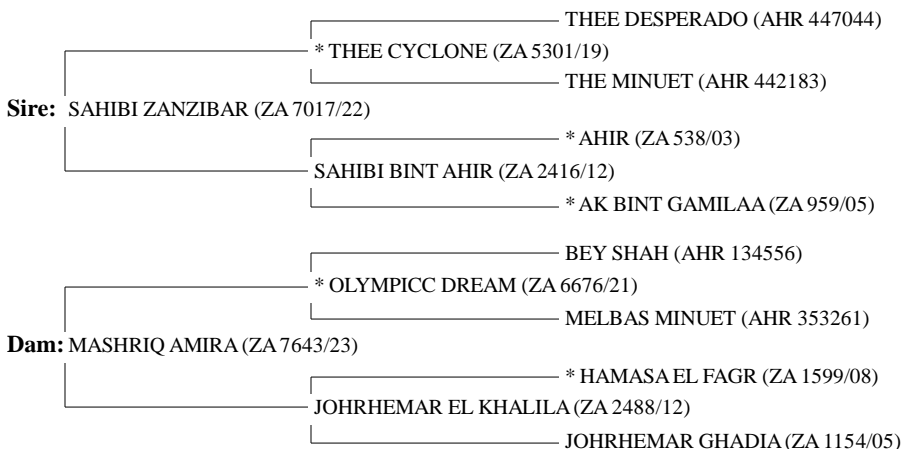 THEE DESPERADO (AHR 447044)
* THEE CYCLONE (ZA 5301/19)
THE MINUET (AHR 442183)
Sire: SAHIBI ZANZIBAR (ZA 7017/22)
* AHIR (ZA 538/03)
SAHIBI BINT AHIR (ZA 2416/12)
* AK BINT GAMILAA (ZA 959/05)
BEY SHAH (AHR 134556)
* OLYMPICC DREAM (ZA 6676/21)
MELBAS MINUET (AHR 353261)
Dam: MASHRIQ AMIRA (ZA 7643/23)
* HAMASA EL FAGR (ZA 1599/08)
JOHRHEMAR EL KHALILA (ZA 2488/12)
JOHRHEMAR GHADIA (ZA 1154/05)